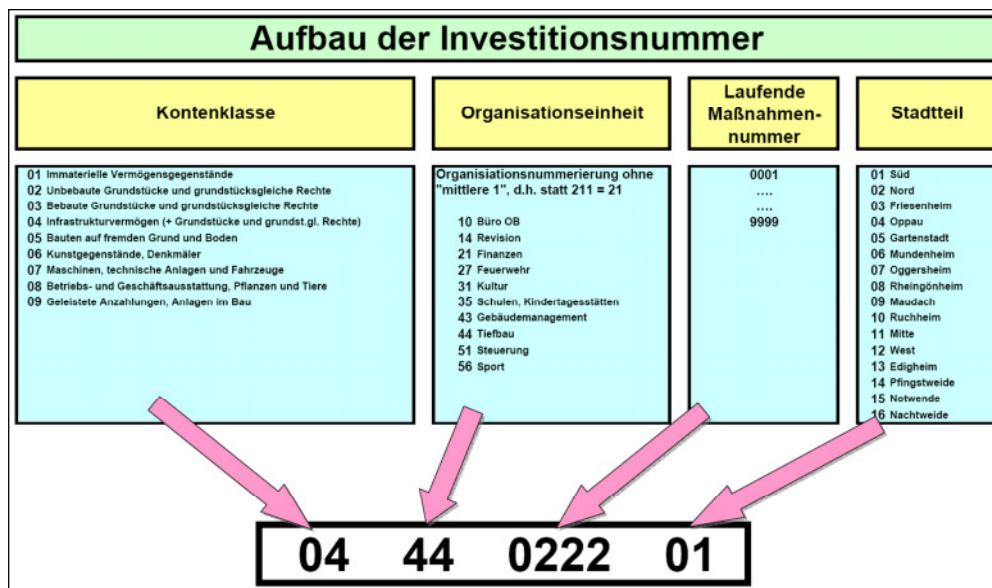 Aufbau der Investitionsnummer
Kontenklasse
01 Immaterielle Vermögensgegenstände
02 Unbebaute Grundstücke und grundstücksgleiche Rechte
03 Bebaute Grundstücke und grundstücksgleiche Rechte
04 Infrastrukturvermögen (+ Grundstücke und grundst.gl. Rechte)
05 Bauten auf fremden Grund und Boden
06 Kunstgegenstände, Denkmäler
07 Maschinen, technische Anlagen und Fahrzeuge
08 Betriebs- und Geschäftsausstattung, Pflanzen und Tiere
09 Geleistete Anzahlungen, Anlagen im Bau
Organisationseinheit
Organisiationsnummerierung ohne
"mittlere 1", d.h. statt 211 = 21
10 Büro OB
14 Revision
21 Finanzen
27 Feuerwehr
31 Kultur
35 Schulen, Kindertagesstätten
43 Gebäudemanagement
44 Tiefbau
51 Steuerung
56 Sport
Laufende
Maßnahmen-
nummer
0001
....
....
9999
Stadtteil
01 Süd
02 Nord
03 Friesenheim
04 Oppau
05 Gartenstadt
06 Mundenheim
07 Oggersheim
08 Rheingönheim
09 Maudach
10 Ruchheim
11 Mitte
12 West
13 Edigheim
14 Pfingstweide
15 Notwende
16 Nachtweide
04 44 0222 01